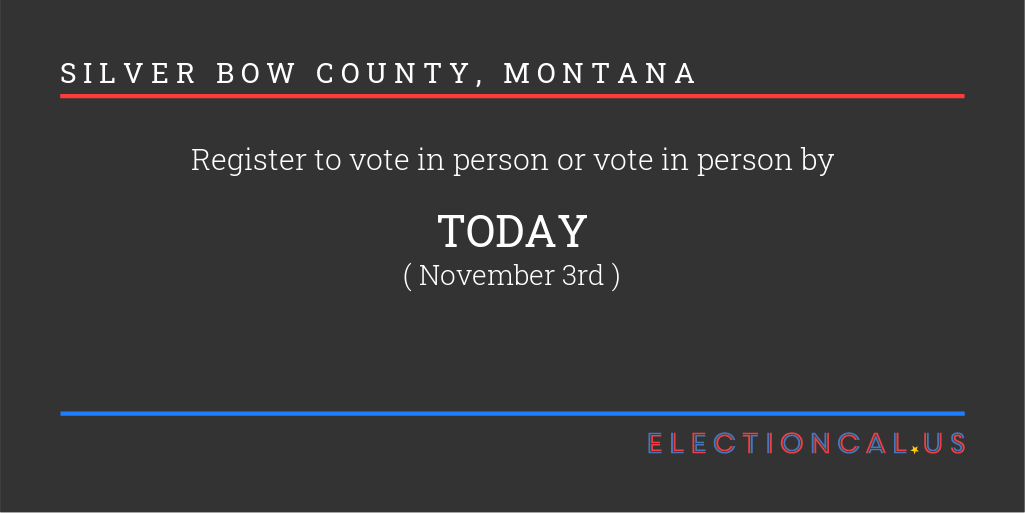 SILVER BOW COUNTY, MONTANA
Register to vote in person or vote in person by
TODAY
( November 3rd )
ELECTIONCAL.US